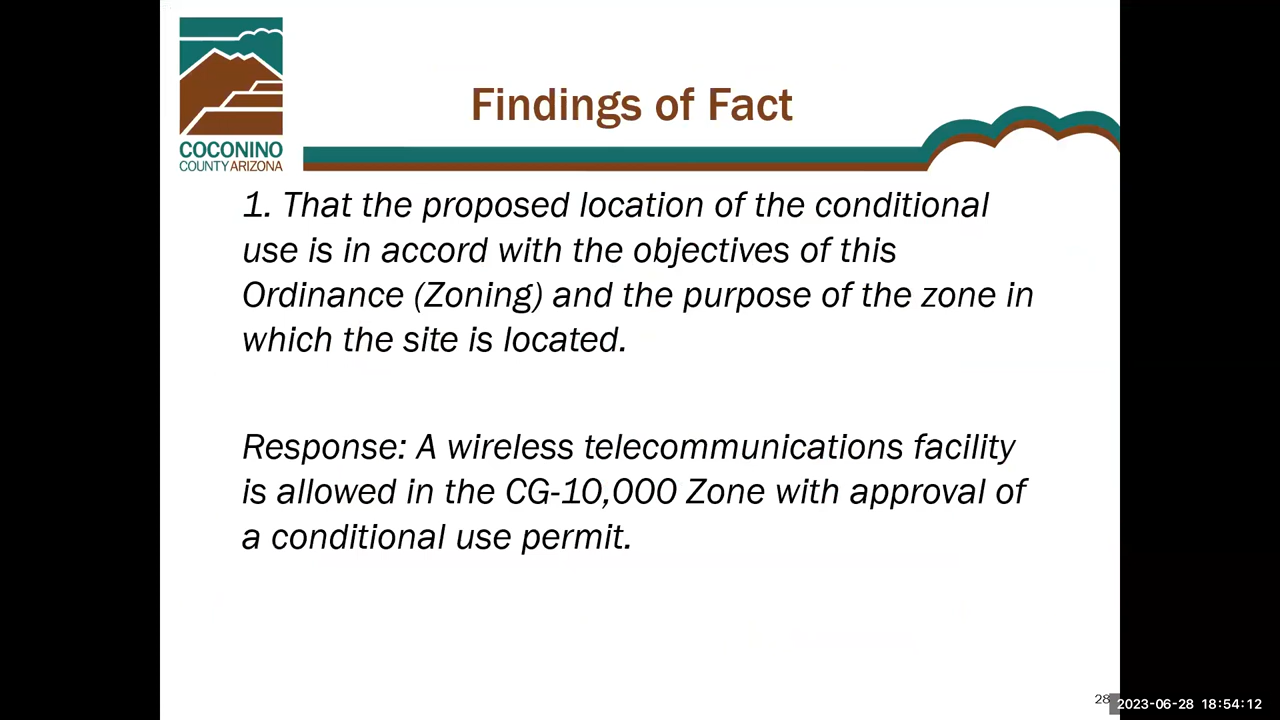 COCONINO
COUNTY ARIZONA
Findings of Fact
1. That the proposed location of the conditional
use is in accord with the objectives of this
Ordinance (Zoning) and the purpose of the zone in
which the site is located.
Response: A wireless telecommunications facility
is allowed in the CG-10,000 Zone with approval of
a conditional use permit.
28
2023-06-28 18:54:12